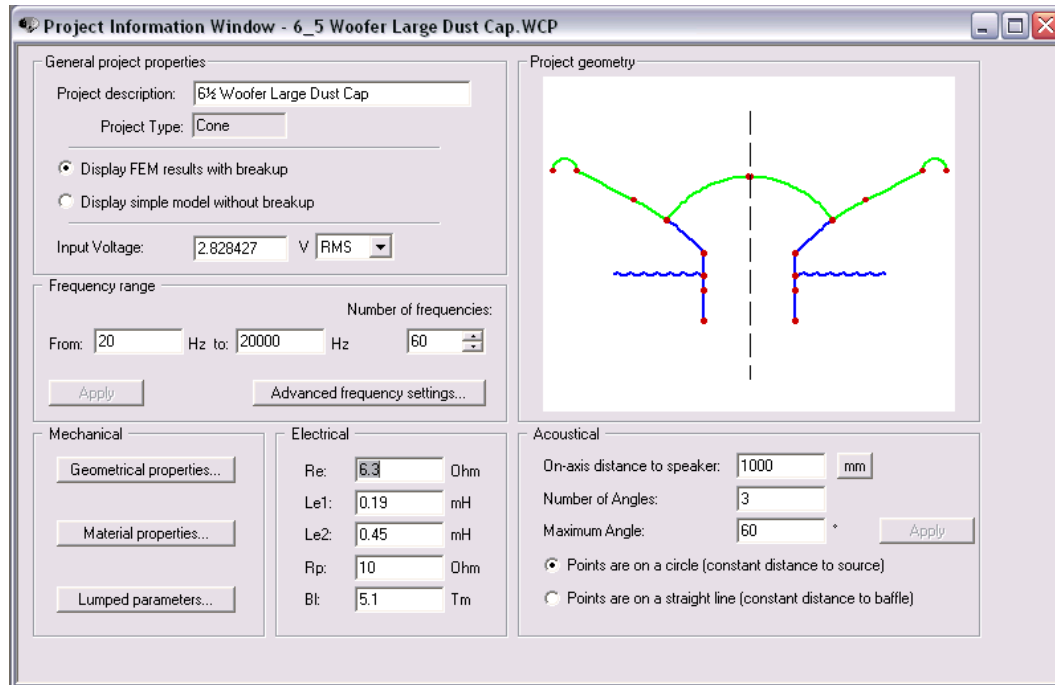 Project Information Window - 6_5 Woofer Large Dust Cap.WCP
General project properties
Project description: 6½ Woofer Large Dust Cap
Project Type: Cone
Display FEM results with breakup
Display simple model without breakup
Input Voltage: 2.828427 V RMS
Frequency range
Number of frequencies:
From: 20 Hz to: 20000 Hz 60
Apply Advanced frequency settings...
Project geometry
Mechanical
Geometrical properties...
Material properties...
Lumped parameters...
Electrical
Re: 6.3 Ohm
Le1: 0.19 mH
Le2: 0.45 mH
Rp: 10 Ohm
Bl: 5.1 Tm
Acoustical
On-axis distance to speaker: 1000 mm
Number of Angles: 3
Maximum Angle: 60 ° Apply
Points are on a circle (constant distance to source)
Points are on a straight line (constant distance to baffle)